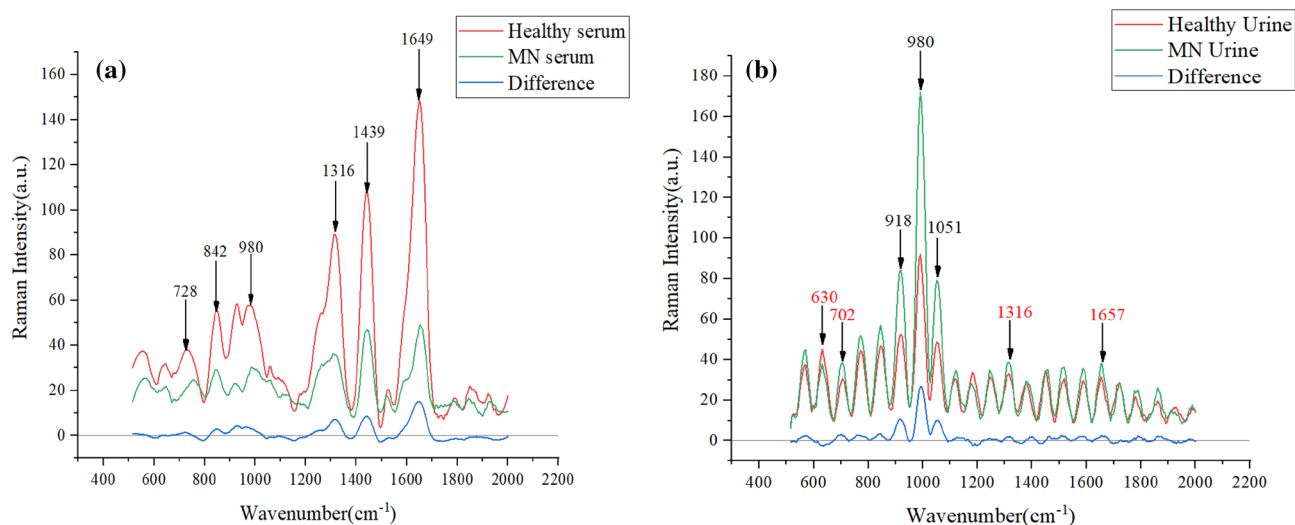 (a)
Healthy serum
MN serum
Difference
1649
1439
1316
980
842
728
Raman Intensity(a.u.)
160
140
120
100
80
60
40
20
0
400 600 800 1000 1200 1400 1600 1800 2000 2200
Wavenumber(cm-1)
(b)
Healthy Urine
MN Urine
Difference
980
918
1051
630
702
1316
1657
Raman Intensity(a.u.)
180
160
140
120
100
80
60
40
20
0
400 600 800 1000 1200 1400 1600 1800 2000 2200
Wavenumber(cm-1)